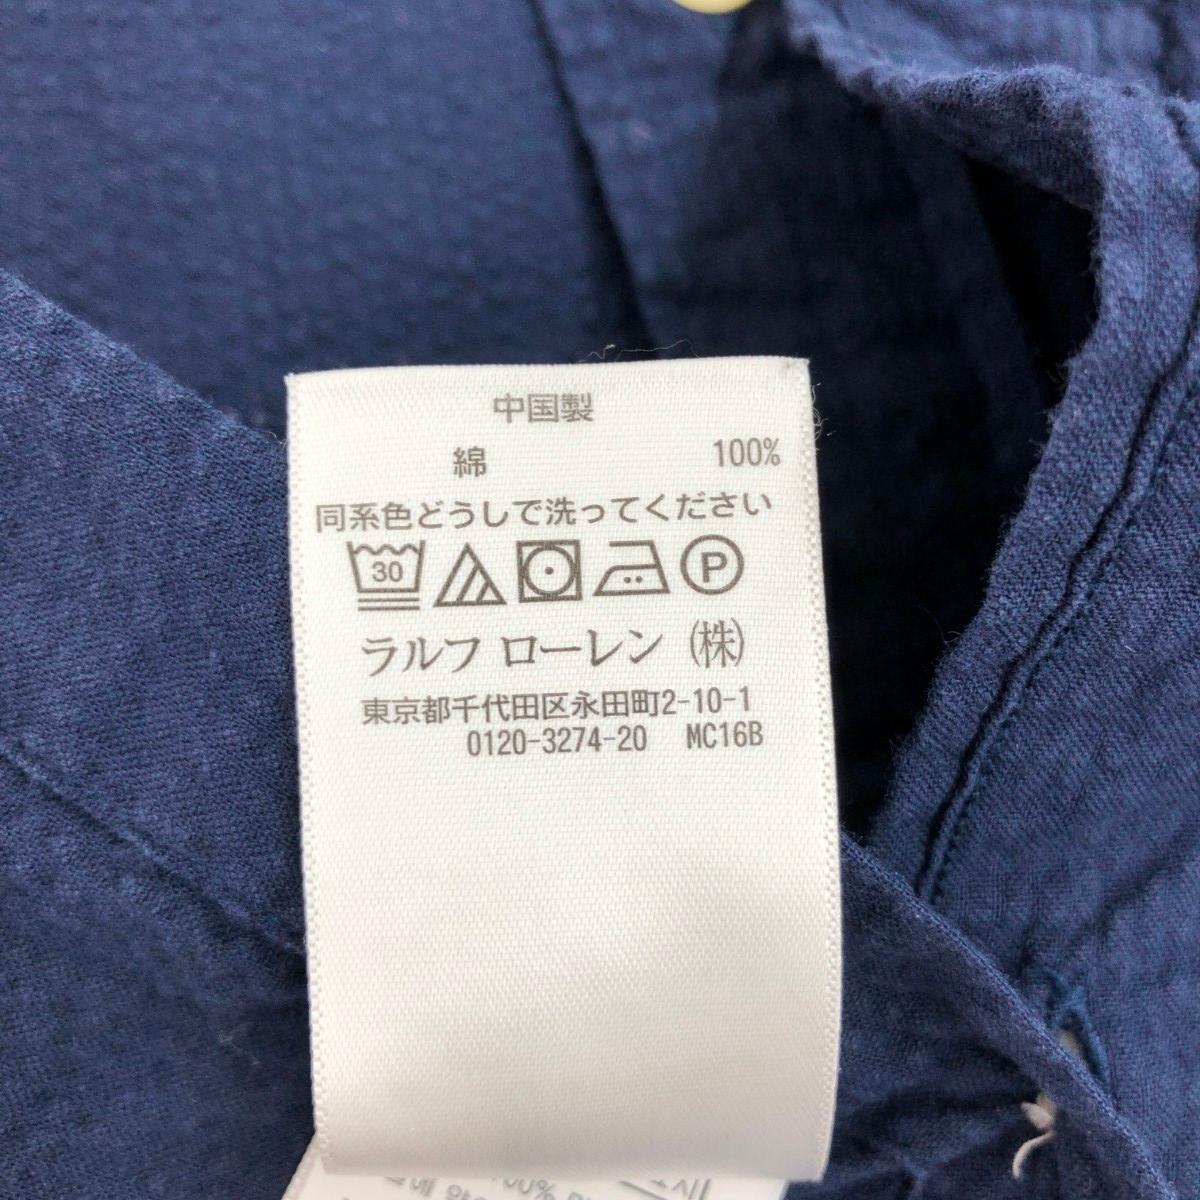 中国製
綿 100%
同系色どうしで洗ってください
30 P
ラルフ ローレン (株)
東京都千代田区永田町2-10-1
0120-3274-20 MC16B